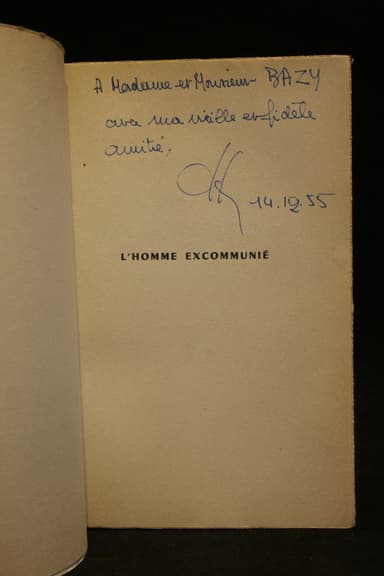 A Madame et Monsieur BAZY
avec ma vieille et fidèle
amitié.
14.12.55
L'HOMME EXCOMMUNIÉ